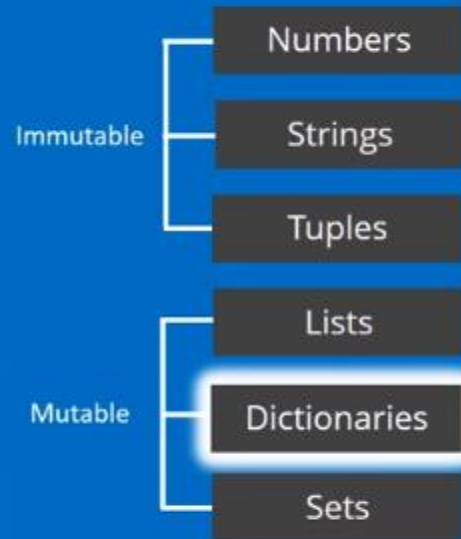 Numbers
Immutable
Strings
Tuples
Lists
Mutable
Dictionaries
Sets